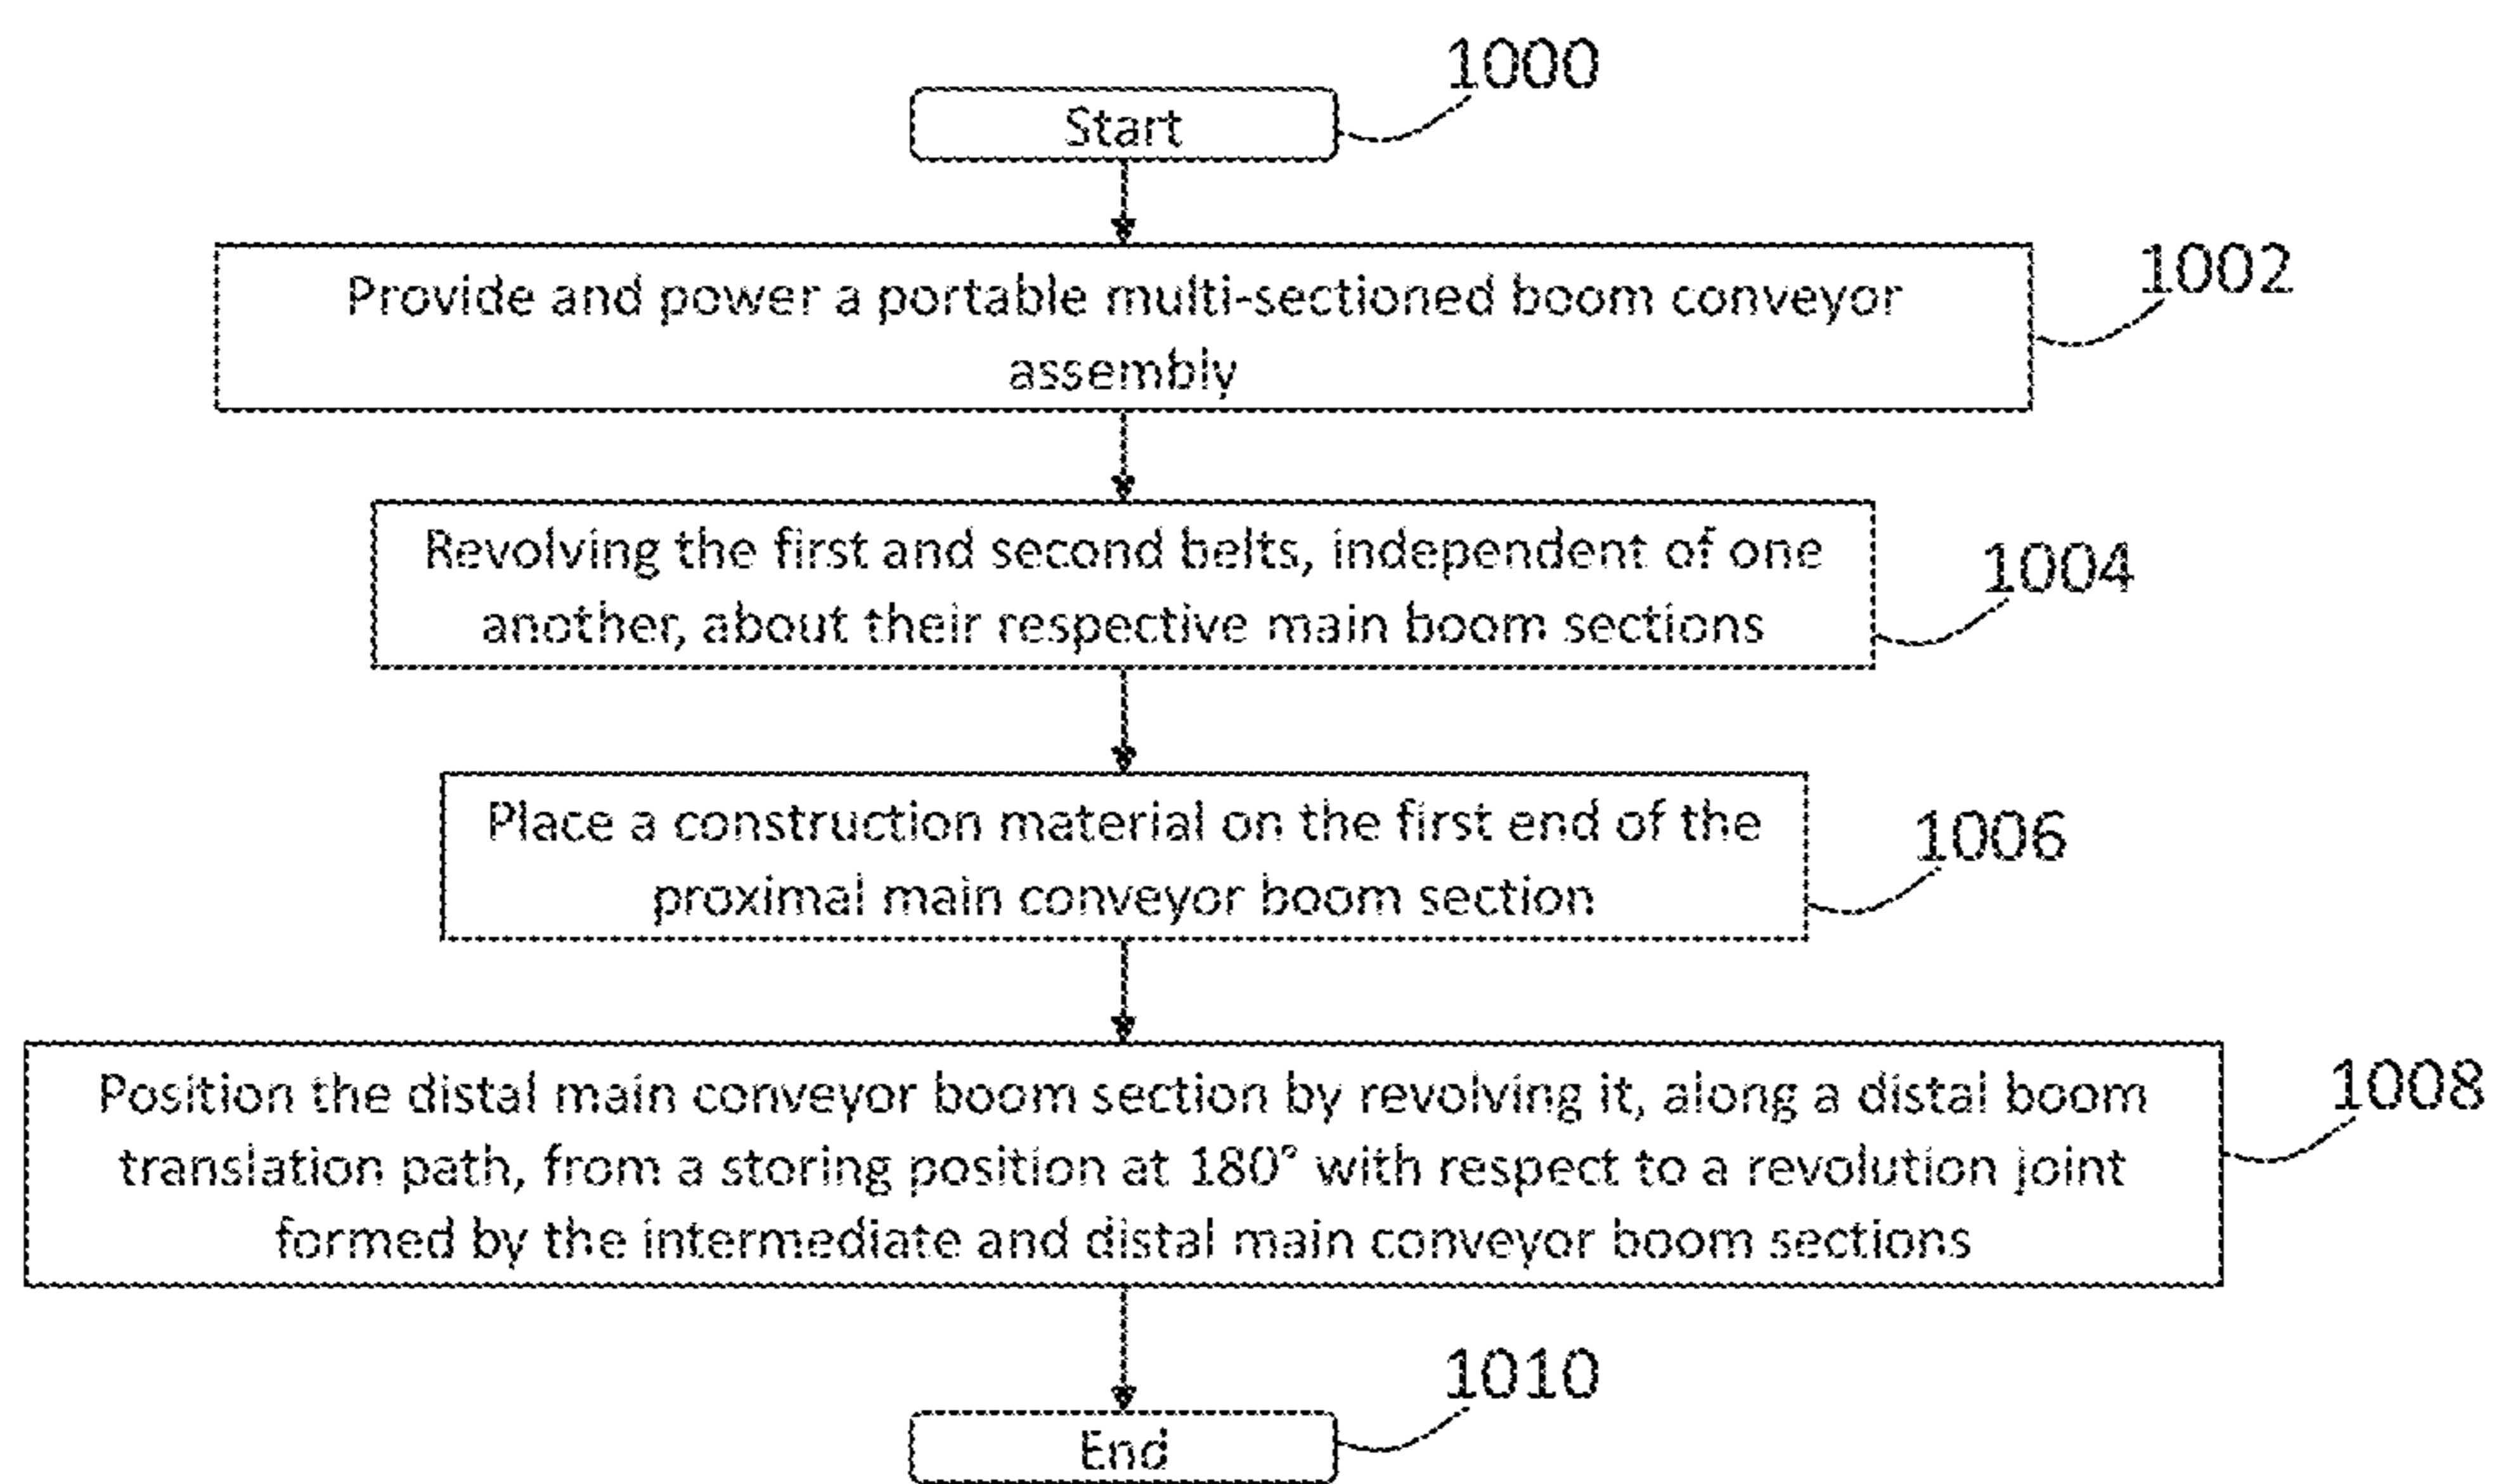 1000
Start
1002
Provide and power a portable multi-sectioned boom conveyor
assembly
1004
Revolving the first and second belts, independent of one
another, about their respective main boom sections
1006
Place a construction material on the first end of the
proximal main conveyor boom section
1008
Position the distal main conveyor boom section by revolving it, along a distal boom
translation path, from a storing position at 180° with respect to a revolution joint
formed by the intermediate and distal main conveyor boom sections
1010
End